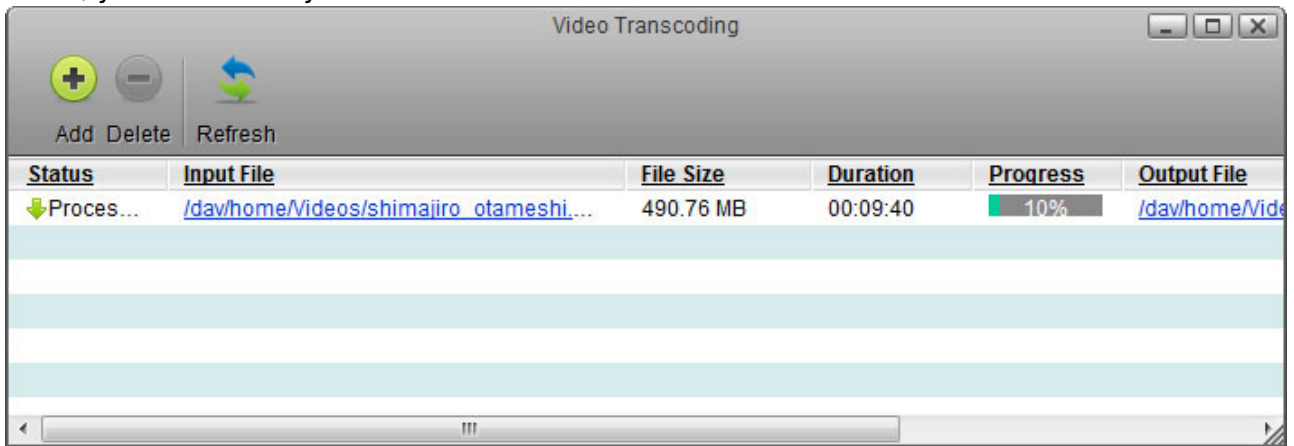 Video Transcoding
Add Delete Refresh
Status Input File File Size Duration Progress Output File
Proces... /dav/home/Videos/shimajiro_otameshi.... 490.76 MB 00:09:40 10% /dav/home/Vide